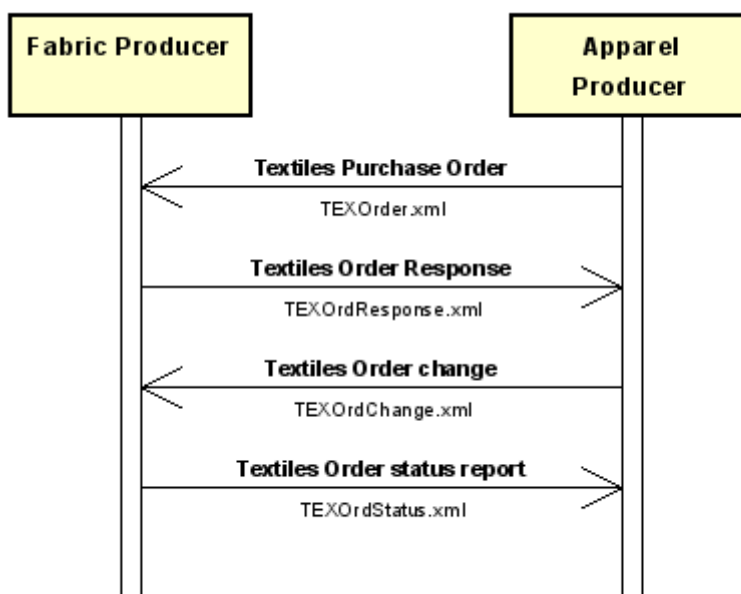 Fabric Producer
Apparel
Producer
Textiles Purchase Order
TEXOrder.xml
Textiles Order Response
TEXOrdResponse.xml
Textiles Order change
TEXOrdChange.xml
Textiles Order status report
TEXOrdStatus.xml